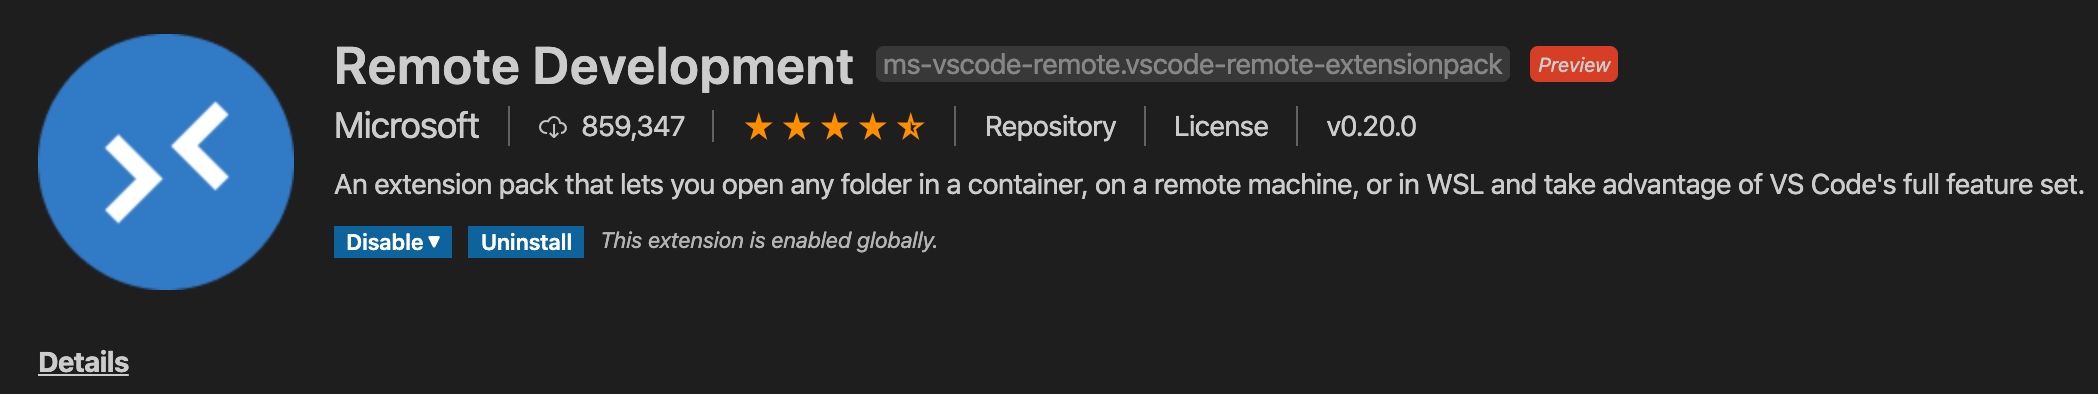 Remote Development ms-vscode-remote.vscode-remote-extensionpack Preview
Microsoft 859,347 Repository License v0.20.0
An extension pack that lets you open any folder in a container, on a remote machine, or in WSL and take advantage of VS Code's full feature set.
Disable Uninstall This extension is enabled globally.
Details